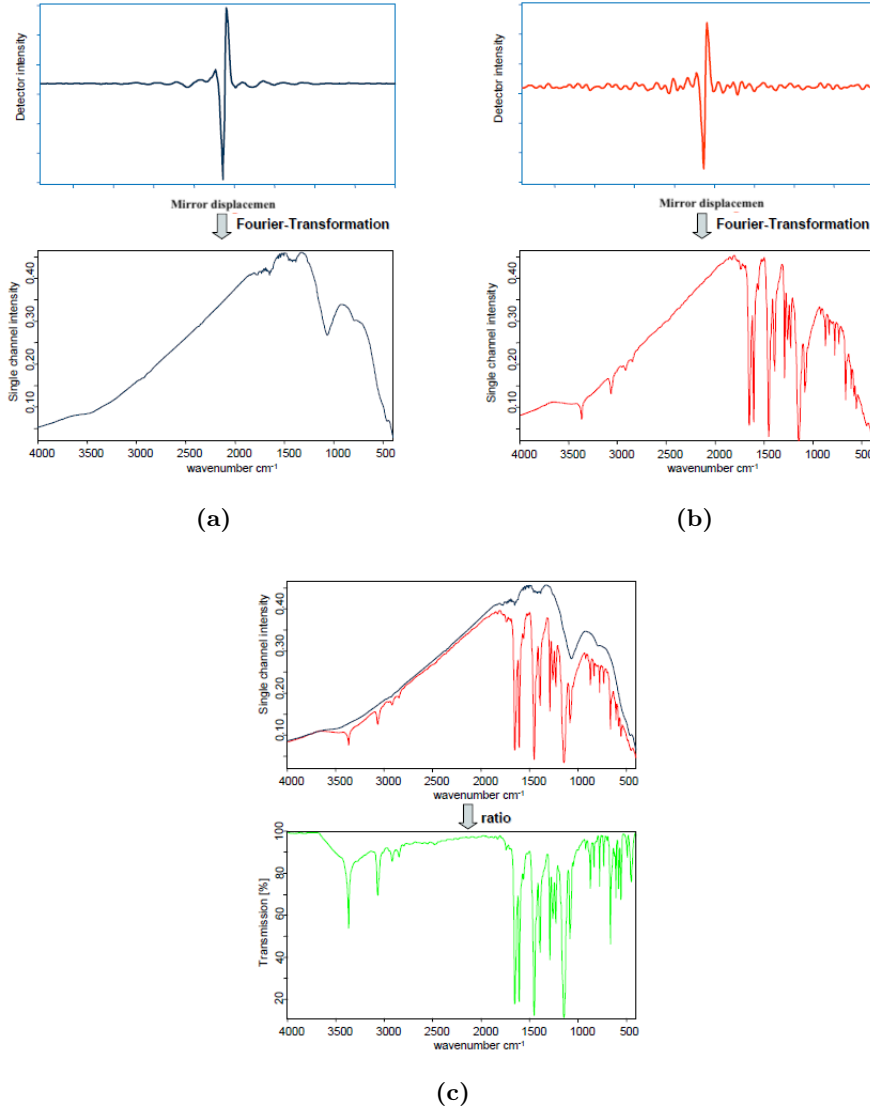 Detector intensity
Mirror displacemen
Fourier-Transformation
Single channel intensity
0.40
0.30
0.20
0.10
4000 3500 3000 2500 2000 1500 1000 500
wavenumber cm⁻¹
(a)
Detector intensity
Mirror displacemen
Fourier-Transformation
Single channel intensity
0.40
0.30
0.20
0.10
4000 3500 3000 2500 2000 1500 1000 500
wavenumber cm⁻¹
(b)
Single channel intensity
0.40
0.30
0.20
0.10
4000 3500 3000 2500 2000 1500 1000 500
wavenumber cm⁻¹
ratio
Transmission [%]
100
80
60
40
20
4000 3500 3000 2500 2000 1500 1000 500
wavenumber cm⁻¹
(c)